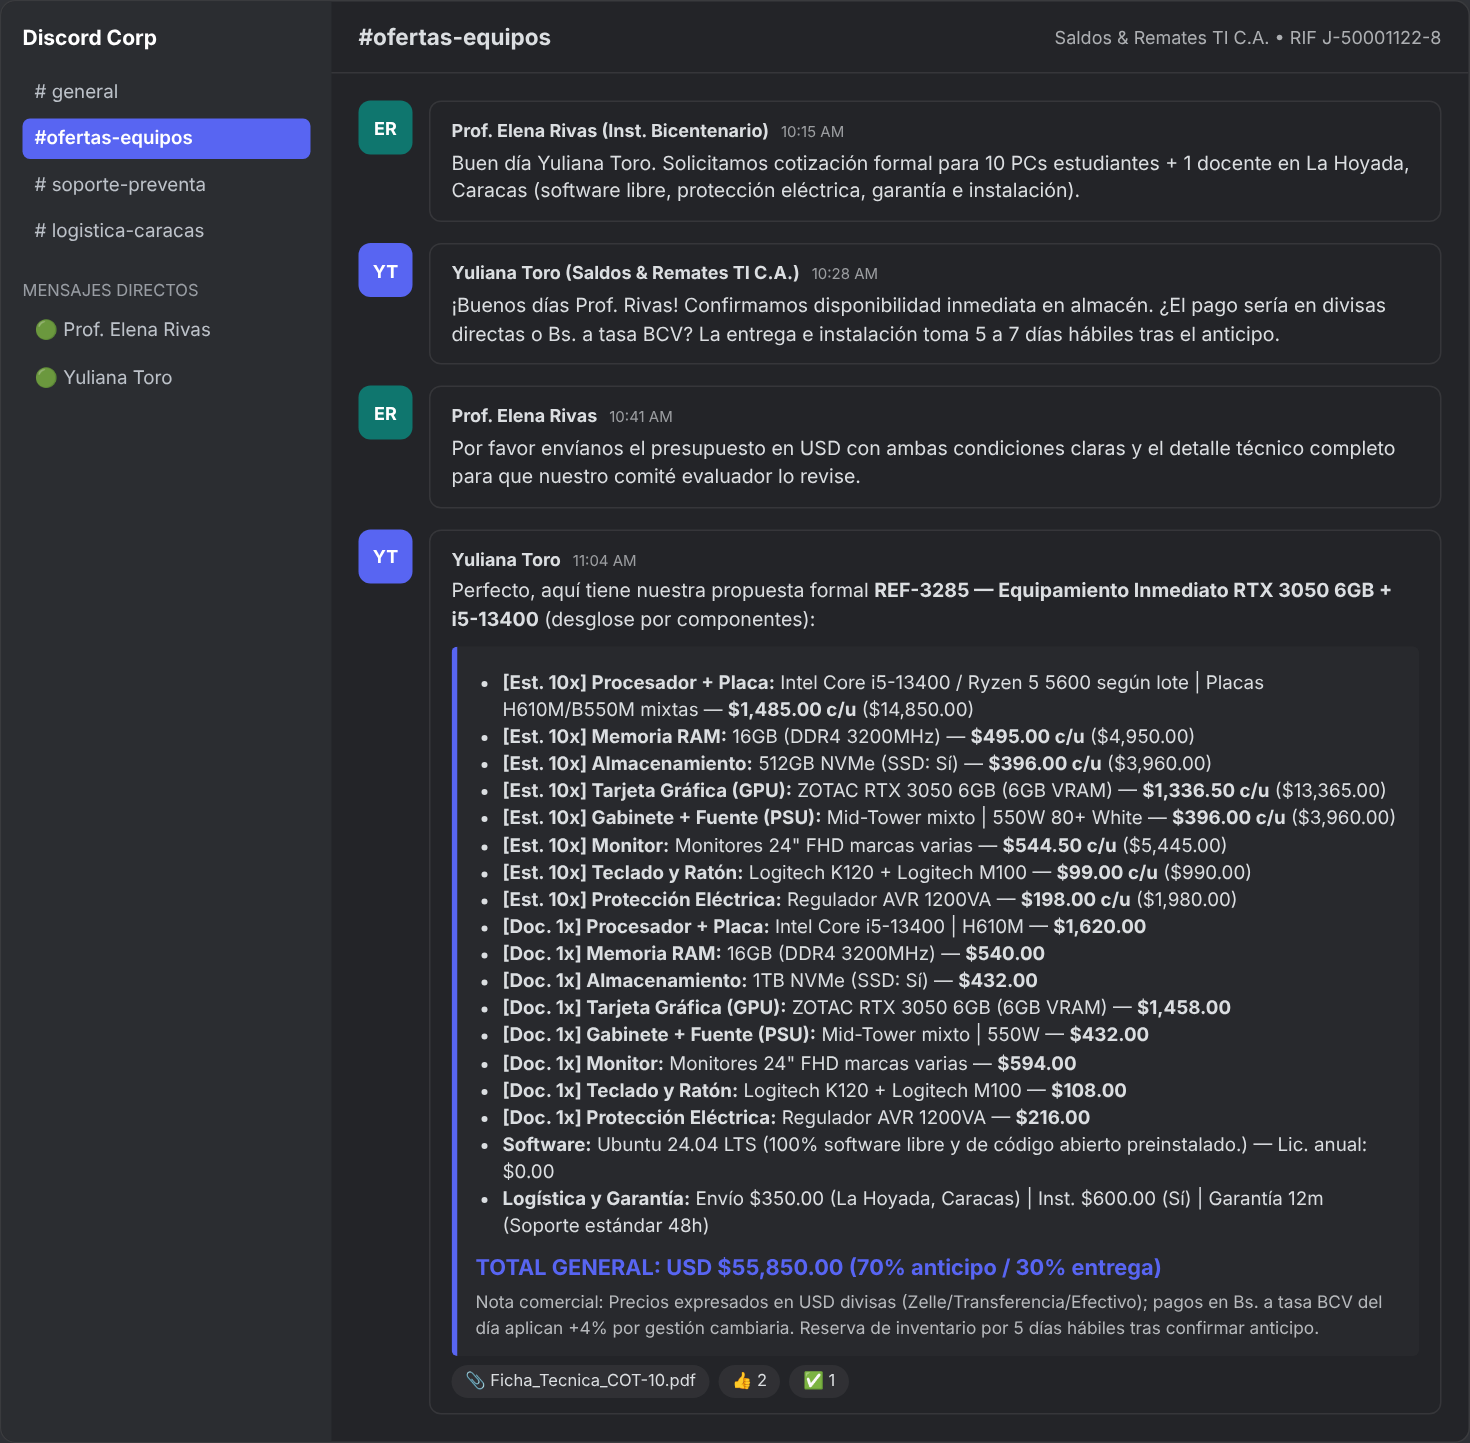 Discord Corp
# general
#ofertas-equipos
# soporte-preventa
# logistica-caracas
MENSAJES DIRECTOS
🟢 Prof. Elena Rivas
🟢 Yuliana Toro
#ofertas-equipos
Saldos & Remates TI C.A. • RIF J-50001122-8
ER
Prof. Elena Rivas (Inst. Bicentenario) 10:15 AM
Buen día Yuliana Toro. Solicitamos cotización formal para 10 PCs estudiantes + 1 docente en La Hoyada,
Caracas (software libre, protección eléctrica, garantía e instalación).
YT
Yuliana Toro (Saldos & Remates TI C.A.) 10:28 AM
¡Buenos días Prof. Rivas! Confirmamos disponibilidad inmediata en almacén. ¿El pago sería en divisas
directas o Bs. a tasa BCV? La entrega e instalación toma 5 a 7 días hábiles tras el anticipo.
ER
Prof. Elena Rivas 10:41 AM
Por favor envíanos el presupuesto en USD con ambas condiciones claras y el detalle técnico completo
para que nuestro comité evaluador lo revise.
YT
Yuliana Toro 11:04 AM
Perfecto, aquí tiene nuestra propuesta formal REF-3285 — Equipamiento Inmediato RTX 3050 6GB +
i5-13400 (desglose por componentes):
• [Est. 10x] Procesador + Placa: Intel Core i5-13400 / Ryzen 5 5600 según lote | Placas
H610M/B550M mixtas — $1,485.00 c/u ($14,850.00)
• [Est. 10x] Memoria RAM: 16GB (DDR4 3200MHz) — $495.00 c/u ($4,950.00)
• [Est. 10x] Almacenamiento: 512GB NVMe (SSD: Sí) — $396.00 c/u ($3,960.00)
• [Est. 10x] Tarjeta Gráfica (GPU): ZOTAC RTX 3050 6GB (6GB VRAM) — $1,336.50 c/u ($13,365.00)
• [Est. 10x] Gabinete + Fuente (PSU): Mid-Tower mixto | 550W 80+ White — $396.00 c/u ($3,960.00)
• [Est. 10x] Monitor: Monitores 24" FHD marcas varias — $544.50 c/u ($5,445.00)
• [Est. 10x] Teclado y Ratón: Logitech K120 + Logitech M100 — $99.00 c/u ($990.00)
• [Est. 10x] Protección Eléctrica: Regulador AVR 1200VA — $198.00 c/u ($1,980.00)
• [Doc. 1x] Procesador + Placa: Intel Core i5-13400 | H610M — $1,620.00
• [Doc. 1x] Memoria RAM: 16GB (DDR4 3200MHz) — $540.00
• [Doc. 1x] Almacenamiento: 1TB NVMe (SSD: Sí) — $432.00
• [Doc. 1x] Tarjeta Gráfica (GPU): ZOTAC RTX 3050 6GB (6GB VRAM) — $1,458.00
• [Doc. 1x] Gabinete + Fuente (PSU): Mid-Tower mixto | 550W — $432.00
• [Doc. 1x] Monitor: Monitores 24" FHD marcas varias — $594.00
• [Doc. 1x] Teclado y Ratón: Logitech K120 + Logitech M100 — $108.00
• [Doc. 1x] Protección Eléctrica: Regulador AVR 1200VA — $216.00
• Software: Ubuntu 24.04 LTS (100% software libre y de código abierto preinstalado.) — Lic. anual:
$0.00
• Logística y Garantía: Envío $350.00 (La Hoyada, Caracas) | Inst. $600.00 (Sí) | Garantía 12m
(Soporte estándar 48h)
TOTAL GENERAL: USD $55,850.00 (70% anticipo / 30% entrega)
Nota comercial: Precios expresados en USD divisas (Zelle/Transferencia/Efectivo); pagos en Bs. a tasa BCV del
día aplican +4% por gestión cambiaria. Reserva de inventario por 5 días hábiles tras confirmar anticipo.
📎 Ficha_Tecnica_COT-10.pdf 👍 2 ✅ 1